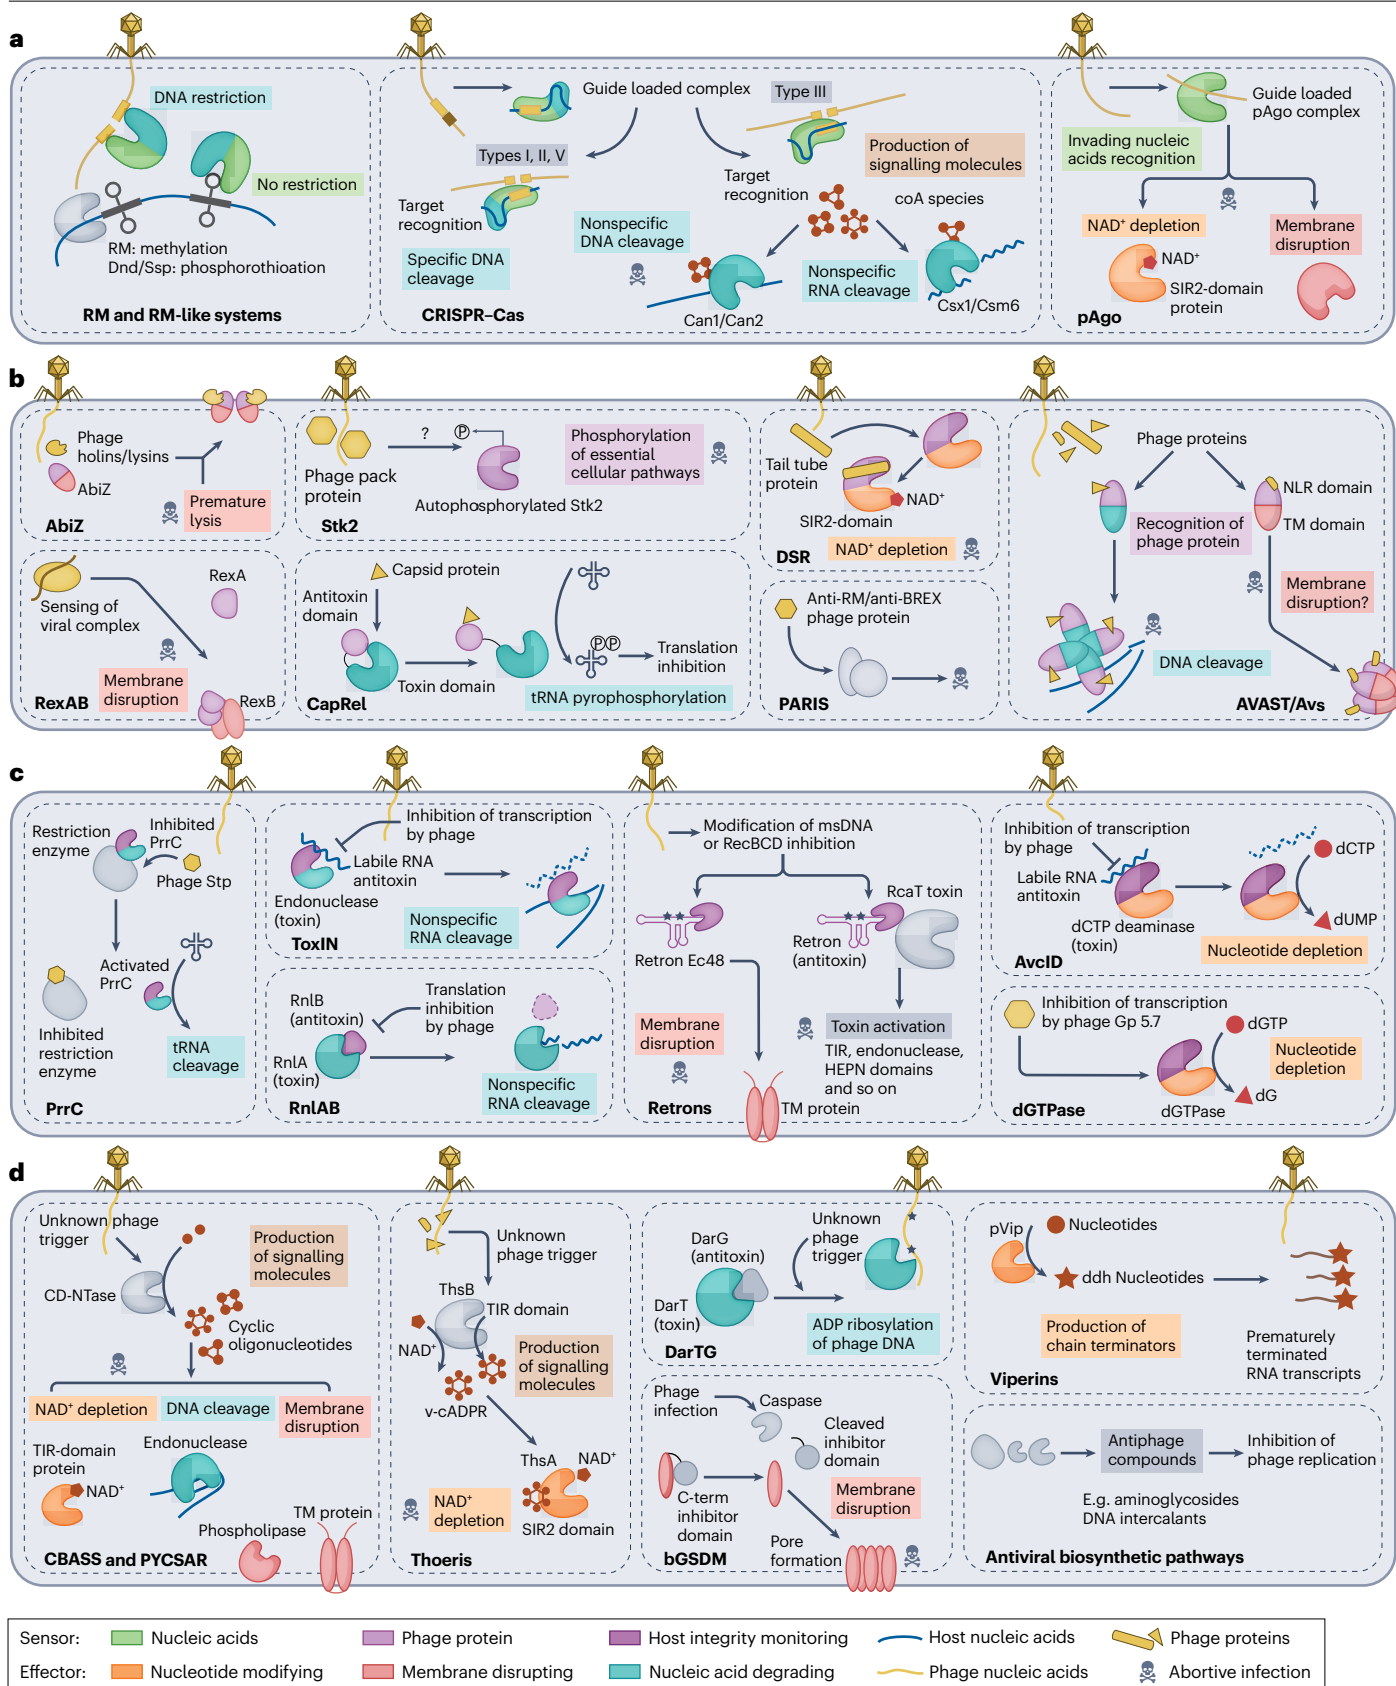 a
DNA restriction
No restriction
RM: methylation
Dnd/Ssp: phosphorothioation
RM and RM-like systems
Guide loaded complex
Type III
Types I, II, V
Target
recognition
Specific DNA
cleavage
Target
recognition
Production of
signalling molecules
coA species
Nonspecific
DNA cleavage
Nonspecific
RNA cleavage
Can1/Can2
Csx1/Csm6
CRISPR–Cas
Guide loaded
pAgo complex
Invading nucleic
acids recognition
NAD⁺ depletion
Membrane
disruption
NAD⁺
SIR2-domain
protein
pAgo
b
Phage
holins/lysins
AbiZ
Premature
lysis
AbiZ
Phage pack
protein
?
P
Autophosphorylated Stk2
Phosphorylation
of essential
cellular pathways
Stk2
Tail tube
protein
NAD⁺
SIR2-domain
NAD⁺ depletion
DSR
Phage proteins
NLR domain
TM domain
Recognition of
phage protein
Membrane
disruption?
DNA cleavage
AVAST/Avs
Sensing of
viral complex
RexA
Membrane
disruption
RexB
RexAB
Capsid protein
Antitoxin
domain
Toxin domain
PP
Translation
inhibition
tRNA pyrophosphorylation
CapRel
Anti-RM/anti-BREX
phage protein
PARIS
c
Restriction
enzyme
Inhibited
PrrC
Phage Stp
Activated
PrrC
Inhibited
restriction
enzyme
tRNA
cleavage
PrrC
Inhibition of transcription
by phage
Labile RNA
antitoxin
Endonuclease
(toxin)
Nonspecific
RNA cleavage
ToxIN
RnlB
(antitoxin)
Translation
inhibition
by phage
RnlA
(toxin)
Nonspecific
RNA cleavage
RnlAB
Modification of msDNA
or RecBCD inhibition
RcaT toxin
Retron
(antitoxin)
Retron Ec48
Membrane
disruption
Toxin activation
TIR, endonuclease,
HEPN domains
and so on
TM protein
Retrons
Inhibition of transcription
by phage
Labile RNA
antitoxin
dCTP deaminase
(toxin)
dCTP
dUMP
Nucleotide depletion
AvcID
Inhibition of transcription
by phage Gp 5.7
dGTP
Nucleotide
depletion
dG
dGTPase
dGTPase
d
Unknown phage
trigger
Production
of signalling
molecules
CD-NTase
Cyclic
oligonucleotides
NAD⁺ depletion
DNA cleavage
Membrane
disruption
TIR-domain
protein
NAD⁺
Endonuclease
Phospholipase
TM protein
CBASS and PYCSAR
Unknown
phage trigger
ThsB
TIR domain
NAD⁺
Production
of signalling
molecules
v-cADPR
ThsA
NAD⁺
NAD⁺
depletion
SIR2 domain
Thoeris
DarG
(antitoxin)
Unknown
phage
trigger
DarT
(toxin)
ADP ribosylation
of phage DNA
DarTG
Phage
infection
Caspase
Cleaved
inhibitor
domain
C-term
inhibitor
domain
Membrane
disruption
Pore
formation
bGSDM
pVip
Nucleotides
ddh Nucleotides
Production of
chain terminators
Prematurely
terminated
RNA transcripts
Viperins
Antiphage
compounds
Inhibition of
phage replication
E.g. aminoglycosides
DNA intercalants
Antiviral biosynthetic pathways
Sensor: Nucleic acids Phage protein Host integrity monitoring Host nucleic acids Phage proteins
Effector: Nucleotide modifying Membrane disrupting Nucleic acid degrading Phage nucleic acids Abortive infection